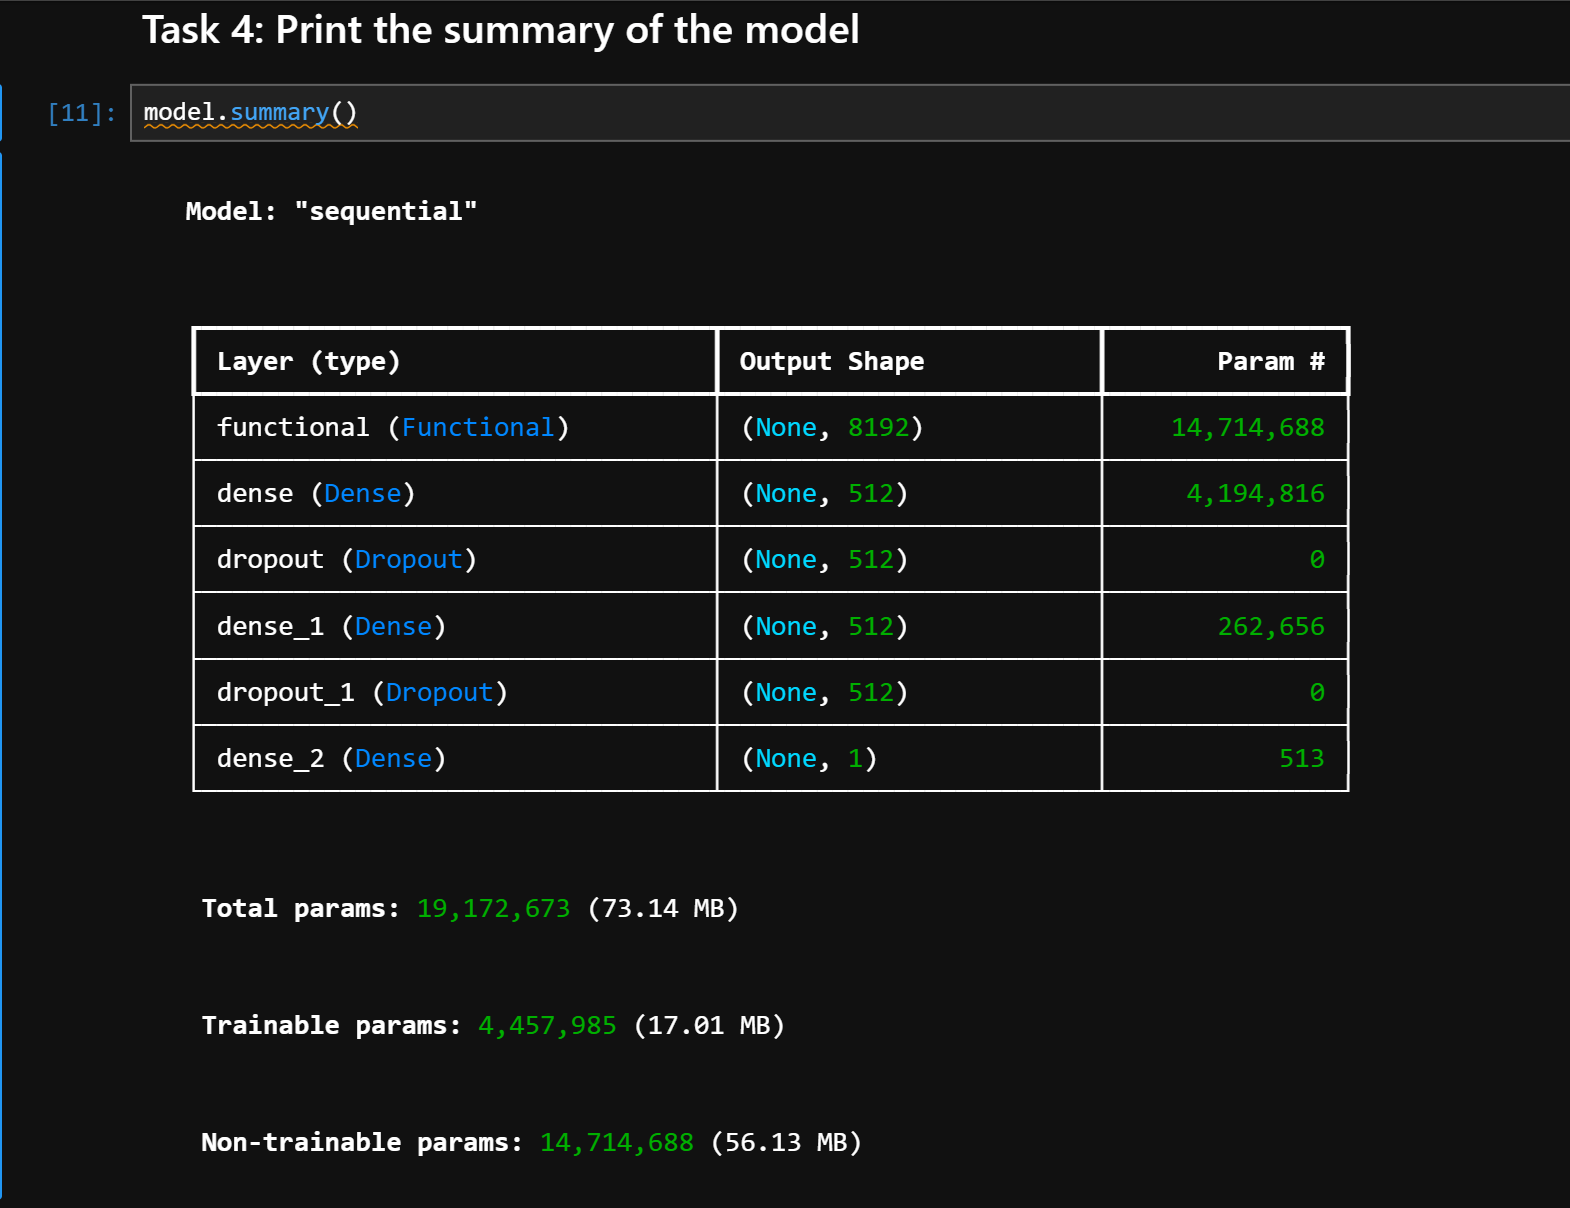 Task 4: Print the summary of the model
[11]: model.summary()
Model: "sequential"
Layer (type) Output Shape Param #
functional (Functional) (None, 8192) 14,714,688
dense (Dense) (None, 512) 4,194,816
dropout (Dropout) (None, 512) 0
dense_1 (Dense) (None, 512) 262,656
dropout_1 (Dropout) (None, 512) 0
dense_2 (Dense) (None, 1) 513
Total params: 19,172,673 (73.14 MB)
Trainable params: 4,457,985 (17.01 MB)
Non-trainable params: 14,714,688 (56.13 MB)